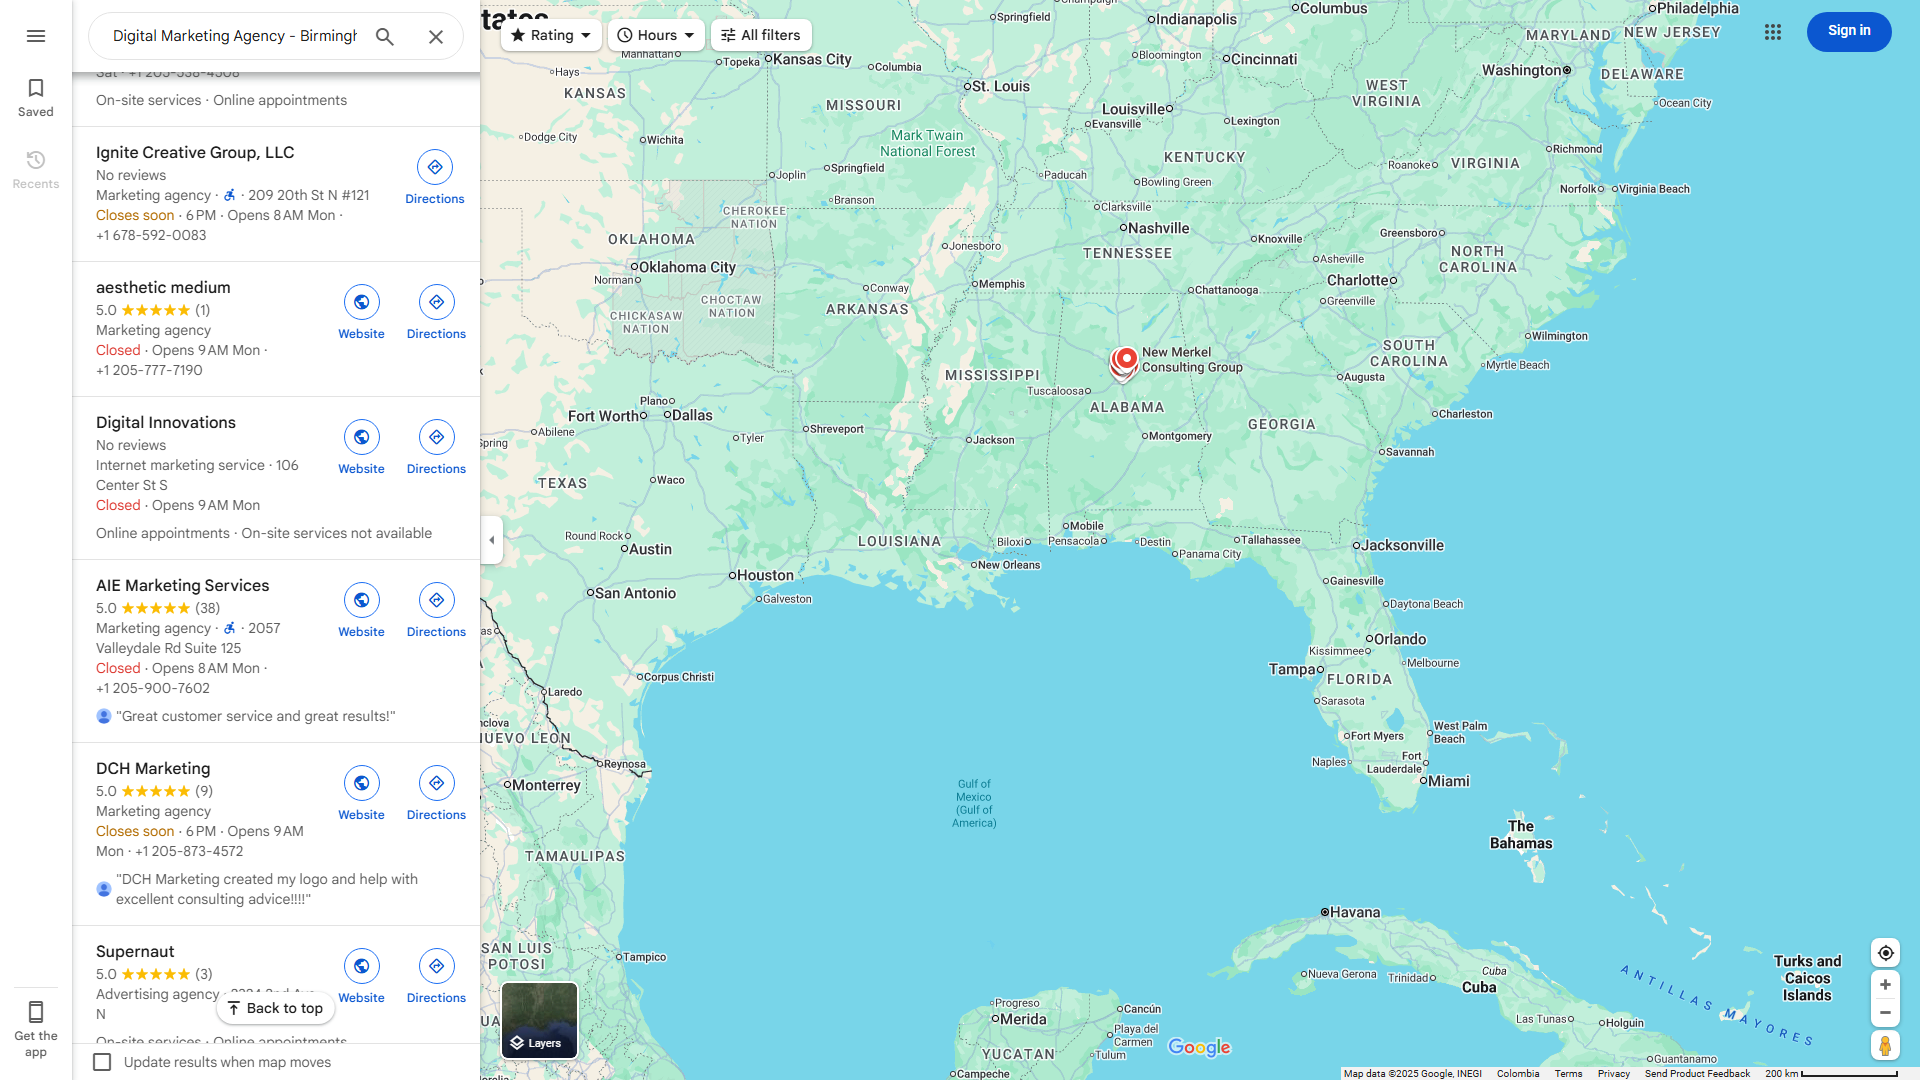 Digital Marketing Agency - Birmingh
Rating
Hours
All filters
Sign in
Saved
Recents
Get the
app
Sat · +1 205-538-4508
On-site services · Online appointments
Ignite Creative Group, LLC
No reviews
Marketing agency · · 209 20th St N #121
Closes soon · 6 PM · Opens 8 AM Mon ·
+1 678-592-0083
Directions
aesthetic medium
5.0 (1)
Marketing agency
Closed · Opens 9 AM Mon ·
+1 205-777-7190
Website
Directions
Digital Innovations
No reviews
Internet marketing service · 106
Center St S
Closed · Opens 9 AM Mon
Online appointments · On-site services not available
Website
Directions
AIE Marketing Services
5.0 (38)
Marketing agency · · 2057
Valleydale Rd Suite 125
Closed · Opens 8 AM Mon ·
+1 205-900-7602
"Great customer service and great results!"
Website
Directions
DCH Marketing
5.0 (9)
Marketing agency
Closes soon · 6 PM · Opens 9 AM
Mon · +1 205-873-4572
"DCH Marketing created my logo and help with
excellent consulting advice!!!!"
Website
Directions
Supernaut
5.0 (3)
Advertising agency
N
Website
Directions
On-site services · Online appointments
Back to top
Update results when map moves
Springfield
Indianapolis
Columbus
Philadelphia
MARYLAND
NEW JERSEY
Manhattan
Hays
Topeka
Kansas City
Columbia
KANSAS
MISSOURI
St. Louis
Bloomington
Cincinnati
Washington
DELAWARE
WEST
VIRGINIA
Ocean City
Louisville
Evansville
Lexington
Dodge City
Wichita
Mark Twain
National Forest
KENTUCKY
Richmond
Roanoke
VIRGINIA
Joplin
Springfield
Paducah
Bowling Green
Norfolk
Virginia Beach
Branson
Clarksville
CHEROKEE
NATION
Nashville
Knoxville
Greensboro
OKLAHOMA
Jonesboro
TENNESSEE
Asheville
NORTH
CAROLINA
Oklahoma City
Norman
Conway
Memphis
Chattanooga
Charlotte
Greenville
CHOCTAW
NATION
ARKANSAS
CHICKASAW
NATION
Wilmington
New Merkel
Consulting Group
SOUTH
CAROLINA
Myrtle Beach
MISSISSIPPI
Tuscaloosa
Augusta
ALABAMA
Plano
Fort Worth
Dallas
Charleston
Abilene
Tyler
Shreveport
Jackson
Montgomery
GEORGIA
Spring
Savannah
TEXAS
Waco
Round Rock
Austin
LOUISIANA
Mobile
Biloxi
Pensacola
Destin
Tallahassee
Panama City
Jacksonville
Houston
New Orleans
Gainesville
San Antonio
Galveston
Daytona Beach
Orlando
Kissimmee
Tampa
Melbourne
FLORIDA
Corpus Christi
Sarasota
Laredo
West Palm
Beach
NUEVO LEON
Fort Myers
Naples
Fort
Lauderdale
Reynosa
Monterrey
Miami
Gulf of
Mexico
(Gulf of
America)
The
Bahamas
TAMAULIPAS
Havana
SAN LUIS
POTOSI
Tampico
Nueva Gerona
Trinidad
Cuba
Cuba
Turks and
Caicos
Islands
ANTILLAS MAYORES
Progreso
Merida
Cancún
Playa del
Carmen
Tulum
YUCATAN
Campeche
Las Tunas
Holguin
Guantanamo
Layers
Google
Map data ©2025 Google, INEGI
Colombia
Terms
Privacy
Send Product Feedback
200 km